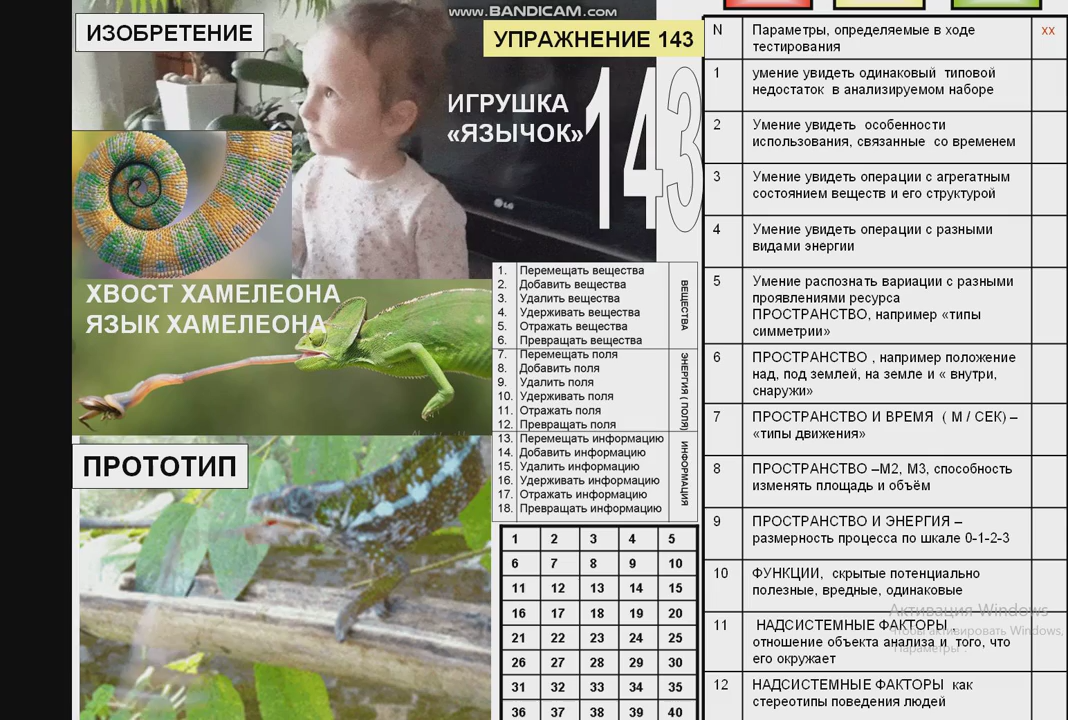 www.BANDICAM.com
ИЗОБРЕТЕНИЕ
УПРАЖНЕНИЕ 143
ИГРУШКА
«ЯЗЫЧОК»
143
LG
ХВОСТ ХАМЕЛЕОНА
ЯЗЫК ХАМЕЛЕОНА
ПРОТОТИП
1. Перемещать вещества
2. Добавить вещества
3. Удалить вещества
4. Удерживать вещества
5. Отражать вещества
6. Превращать вещества
ВЕЩЕСТВА
7. Перемещать поля
8. Добавить поля
9. Удалить поля
10. Удерживать поля
11. Отражать поля
12. Превращать поля
ЭНЕРГИЯ ( ПОЛЯ)
13. Перемещать информацию
14. Добавить информацию
15. Удалить информацию
16. Удерживать информацию
17. Отражать информацию
18. Превращать информацию
ИНФОРМАЦИЯ
1 2 3 4 5
6 7 8 9 10
11 12 13 14 15
16 17 18 19 20
21 22 23 24 25
26 27 28 29 30
31 32 33 34 35
36 37 38 39 40
N Параметры, определяемые в ходе xx
тестирования
1 умение увидеть одинаковый типовой
недостаток в анализируемом наборе
2 Умение увидеть особенности
использования, связанные со временем
3 Умение увидеть операции с агрегатным
состоянием веществ и его структурой
4 Умение увидеть операции с разными
видами энергии
5 Умение распознать вариации с разными
проявлениями ресурса
ПРОСТРАНСТВО, например «типы
симметрии»
6 ПРОСТРАНСТВО , например положение
над, под землей, на земле и « внутри,
снаружи»
7 ПРОСТРАНСТВО И ВРЕМЯ ( М / СЕК) –
«типы движения»
8 ПРОСТРАНСТВО –М2, М3, способность
изменять площадь и объём
9 ПРОСТРАНСТВО И ЭНЕРГИЯ –
размерность процесса по шкале 0-1-2-3
10 ФУНКЦИИ, скрытые потенциально
полезные, вредные, одинаковые
11 НАДСИСТЕМНЫЕ ФАКТОРЫ ,
отношение объекта анализа и того, что
его окружает
12 НАДСИСТЕМНЫЕ ФАКТОРЫ как
стереотипы поведения людей
Активация Windows
Чтобы активировать Windows,
"Параметры".